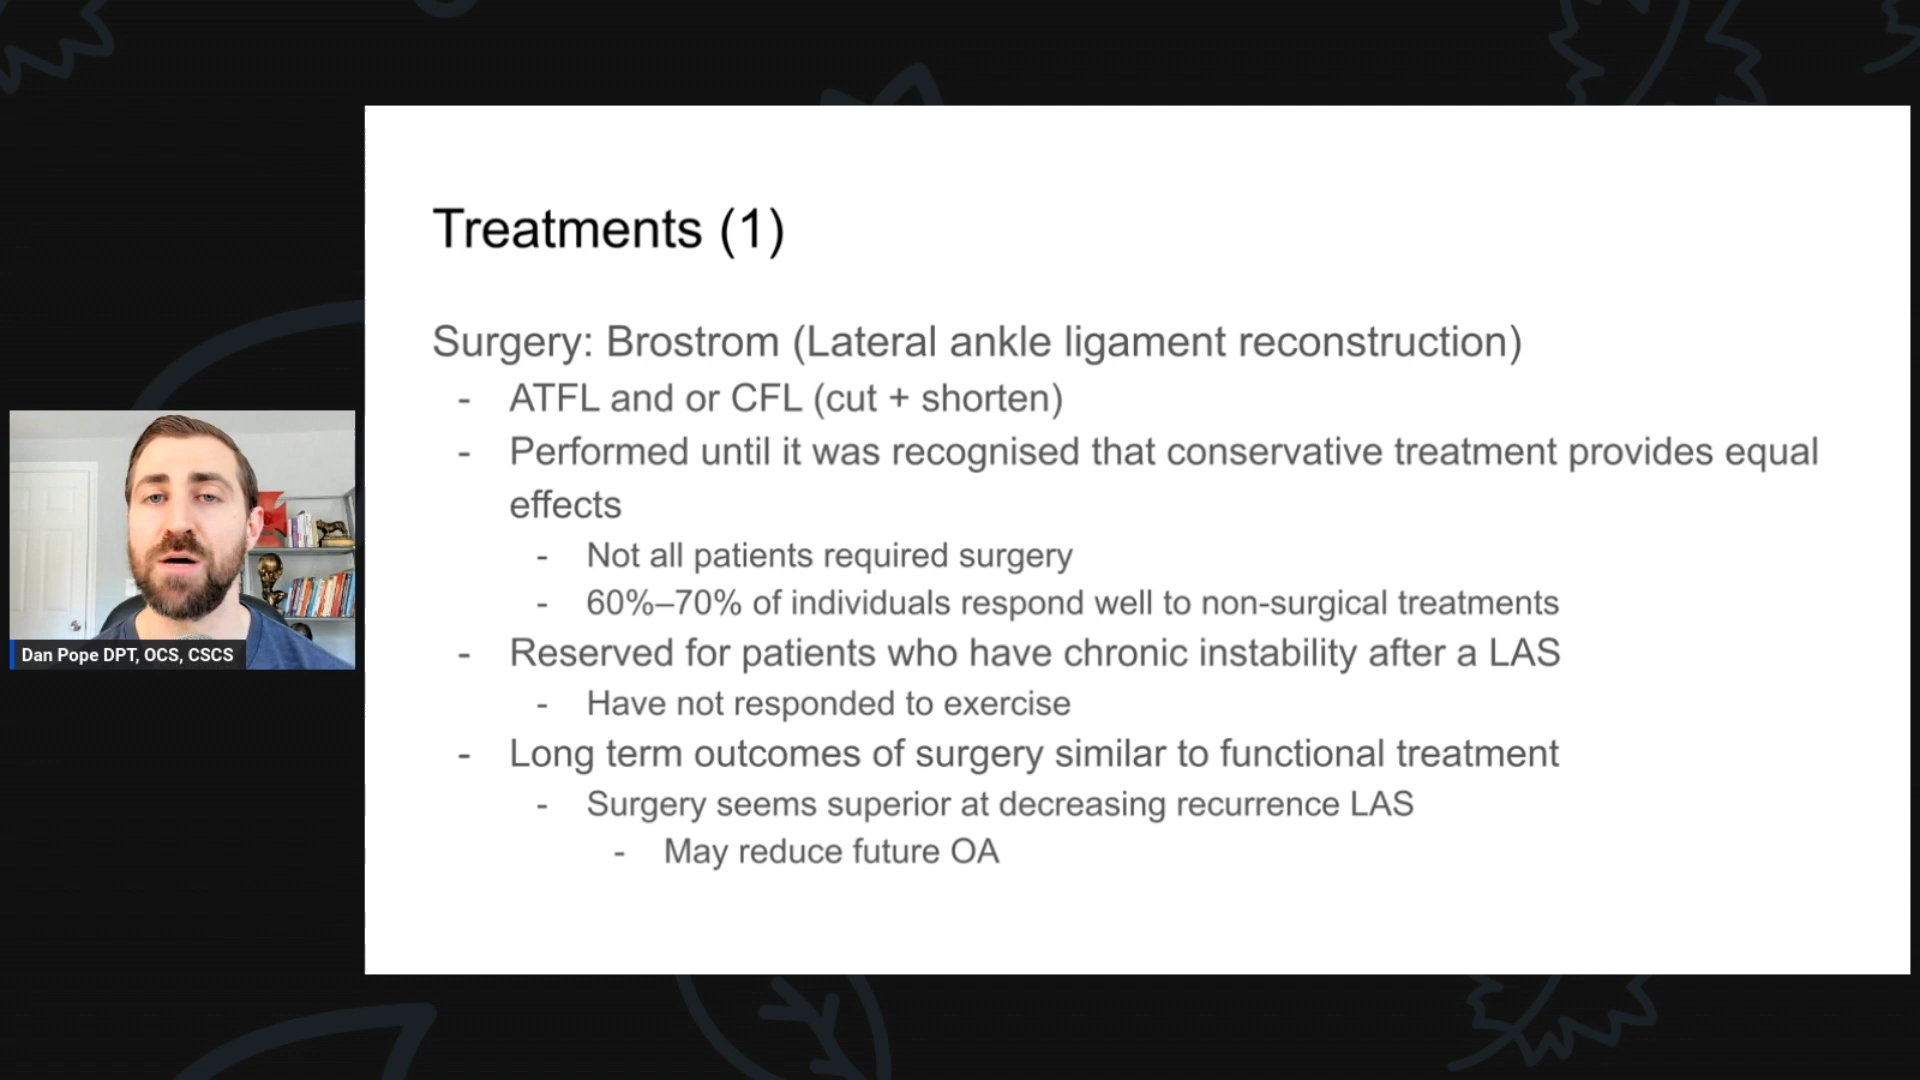 Treatments (1)
Surgery: Brostrom (Lateral ankle ligament reconstruction)
- ATFL and or CFL (cut + shorten)
- Performed until it was recognised that conservative treatment provides equal
effects
- Not all patients required surgery
- 60%–70% of individuals respond well to non-surgical treatments
- Reserved for patients who have chronic instability after a LAS
- Have not responded to exercise
- Long term outcomes of surgery similar to functional treatment
- Surgery seems superior at decreasing recurrence LAS
- May reduce future OA
Dan Pope DPT, OCS, CSCS